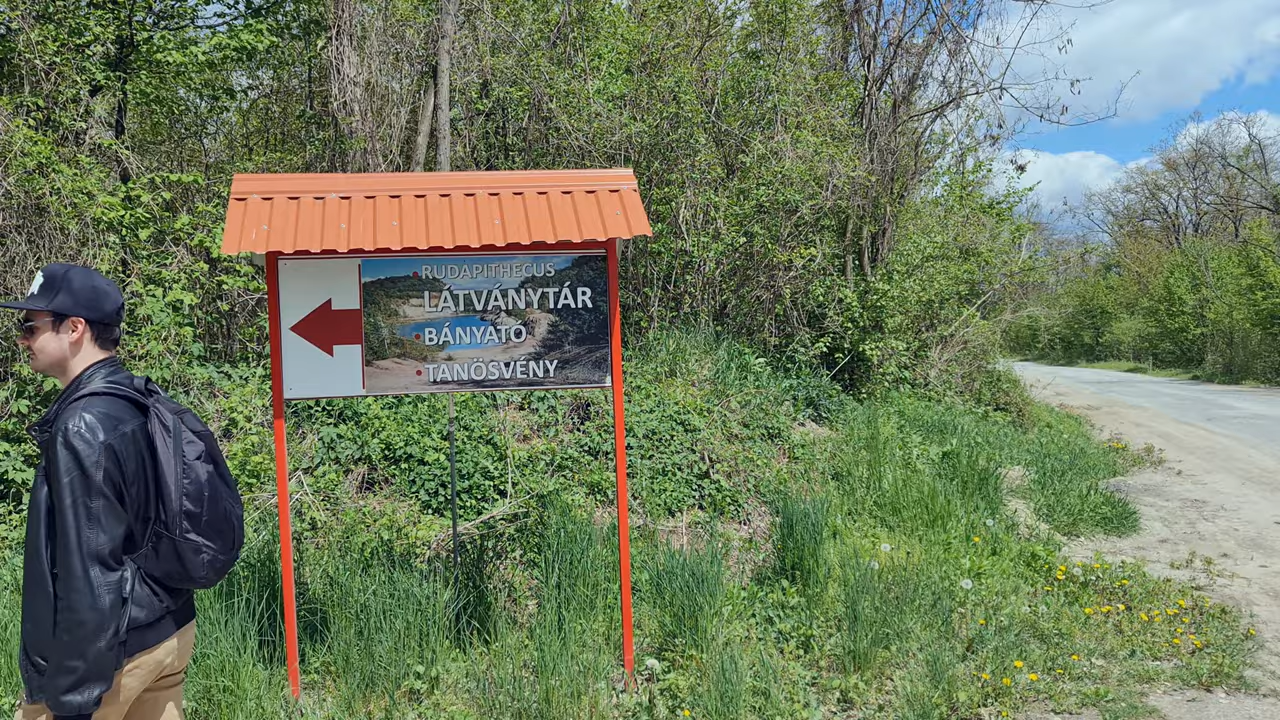 • RUDAPITHECUS
LÁTVÁNYTÁR
• BÁNYATÓ
• TANÖSVÉNY